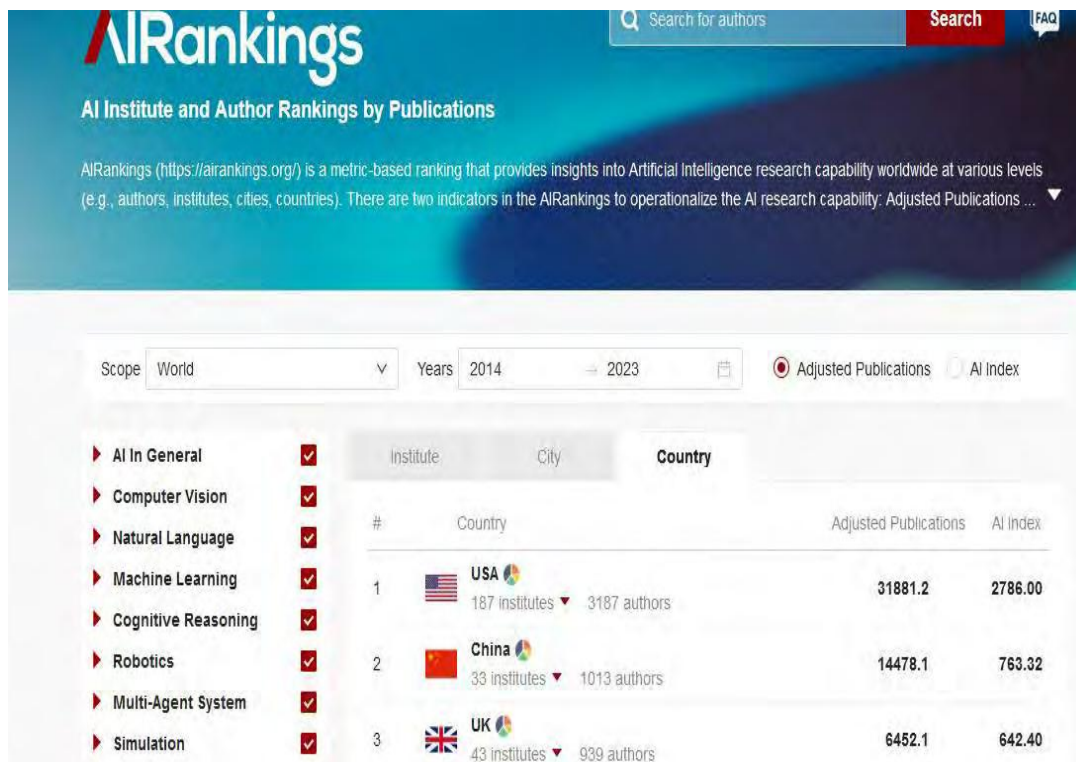 AIRankings
Search for authors
Search
FAQ
AI Institute and Author Rankings by Publications
AIRankings (https://airankings.org/) is a metric-based ranking that provides insights into Artificial Intelligence research capability worldwide at various levels
(e.g., authors, institutes, cities, countries). There are two indicators in the AIRankings to operationalize the AI research capability: Adjusted Publications ...
Scope World Years 2014 → 2023 Adjusted Publications AI Index
AI In General
Computer Vision
Natural Language
Machine Learning
Cognitive Reasoning
Robotics
Multi-Agent System
Simulation
Institute City Country
# Country Adjusted Publications AI Index
1 USA 31881.2 2786.00
187 institutes 3187 authors
2 China 14478.1 763.32
33 institutes 1013 authors
3 UK 6452.1 642.40
43 institutes 939 authors